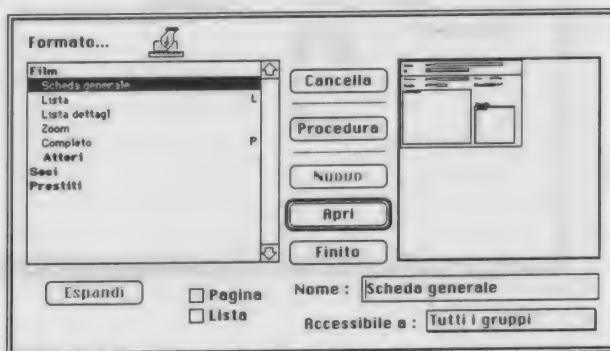 Formato...
Film
Scheda generale
Lista L
Lista dettagl
Zoom
Completo P
Attori
Soci
Prestiti
Cancella
Procedura
Nuovo
Apri
Finito
Espandi
Pagina
Lista
Nome : Scheda generale
Accessibile a : Tutti i gruppi